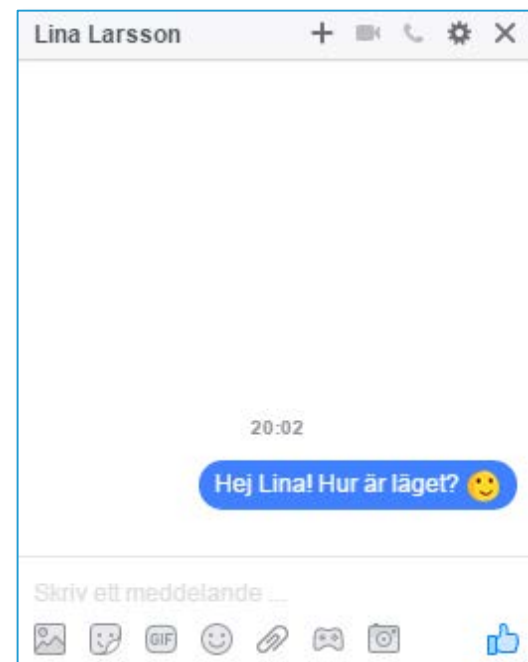 Lina Larsson
20:02
Hej Lina! Hur är läget? 🙂
Skriv ett meddelande ...
GIF